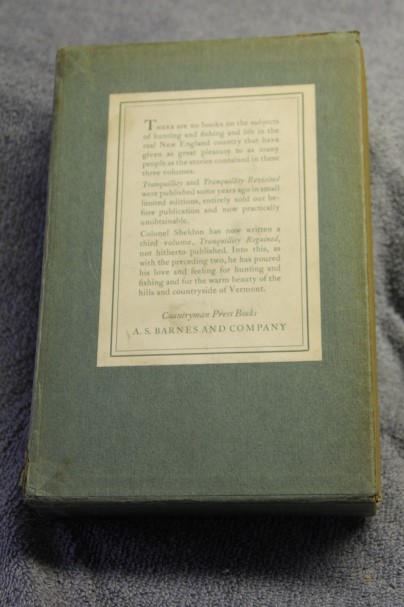 There are no books on the subjects
of hunting and fishing and life in the
real New England country that have
given as great pleasure to as many
people as the stories contained in these
three volumes.
Tranquillity and Tranquillity Revisited
were published some years ago in small
limited editions, entirely sold out be-
fore publication and now practically
unobtainable.
Colonel Sheldon has now written a
third volume, Tranquillity Regained,
not hitherto published. Into this, as
with the preceding two, he has poured
his love and feeling for hunting and
fishing and for the warm beauty of the
hills and countryside of Vermont.
Countryman Press Books
A. S. BARNES AND COMPANY